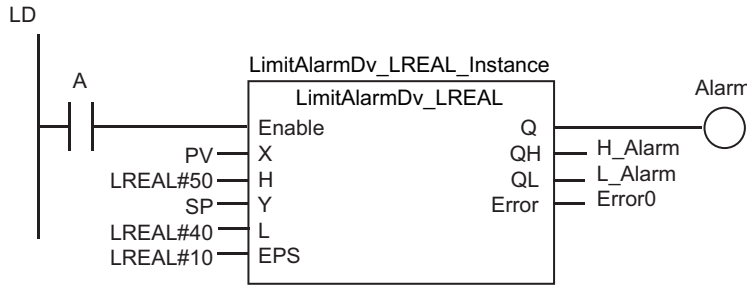 LD
A
LimitAlarmDv_LREAL_Instance
LimitAlarmDv_LREAL
Alarm
Enable Q
PV X QH H_Alarm
LREAL#50 H QL L_Alarm
SP Y Error Error0
LREAL#40 L
LREAL#10 EPS